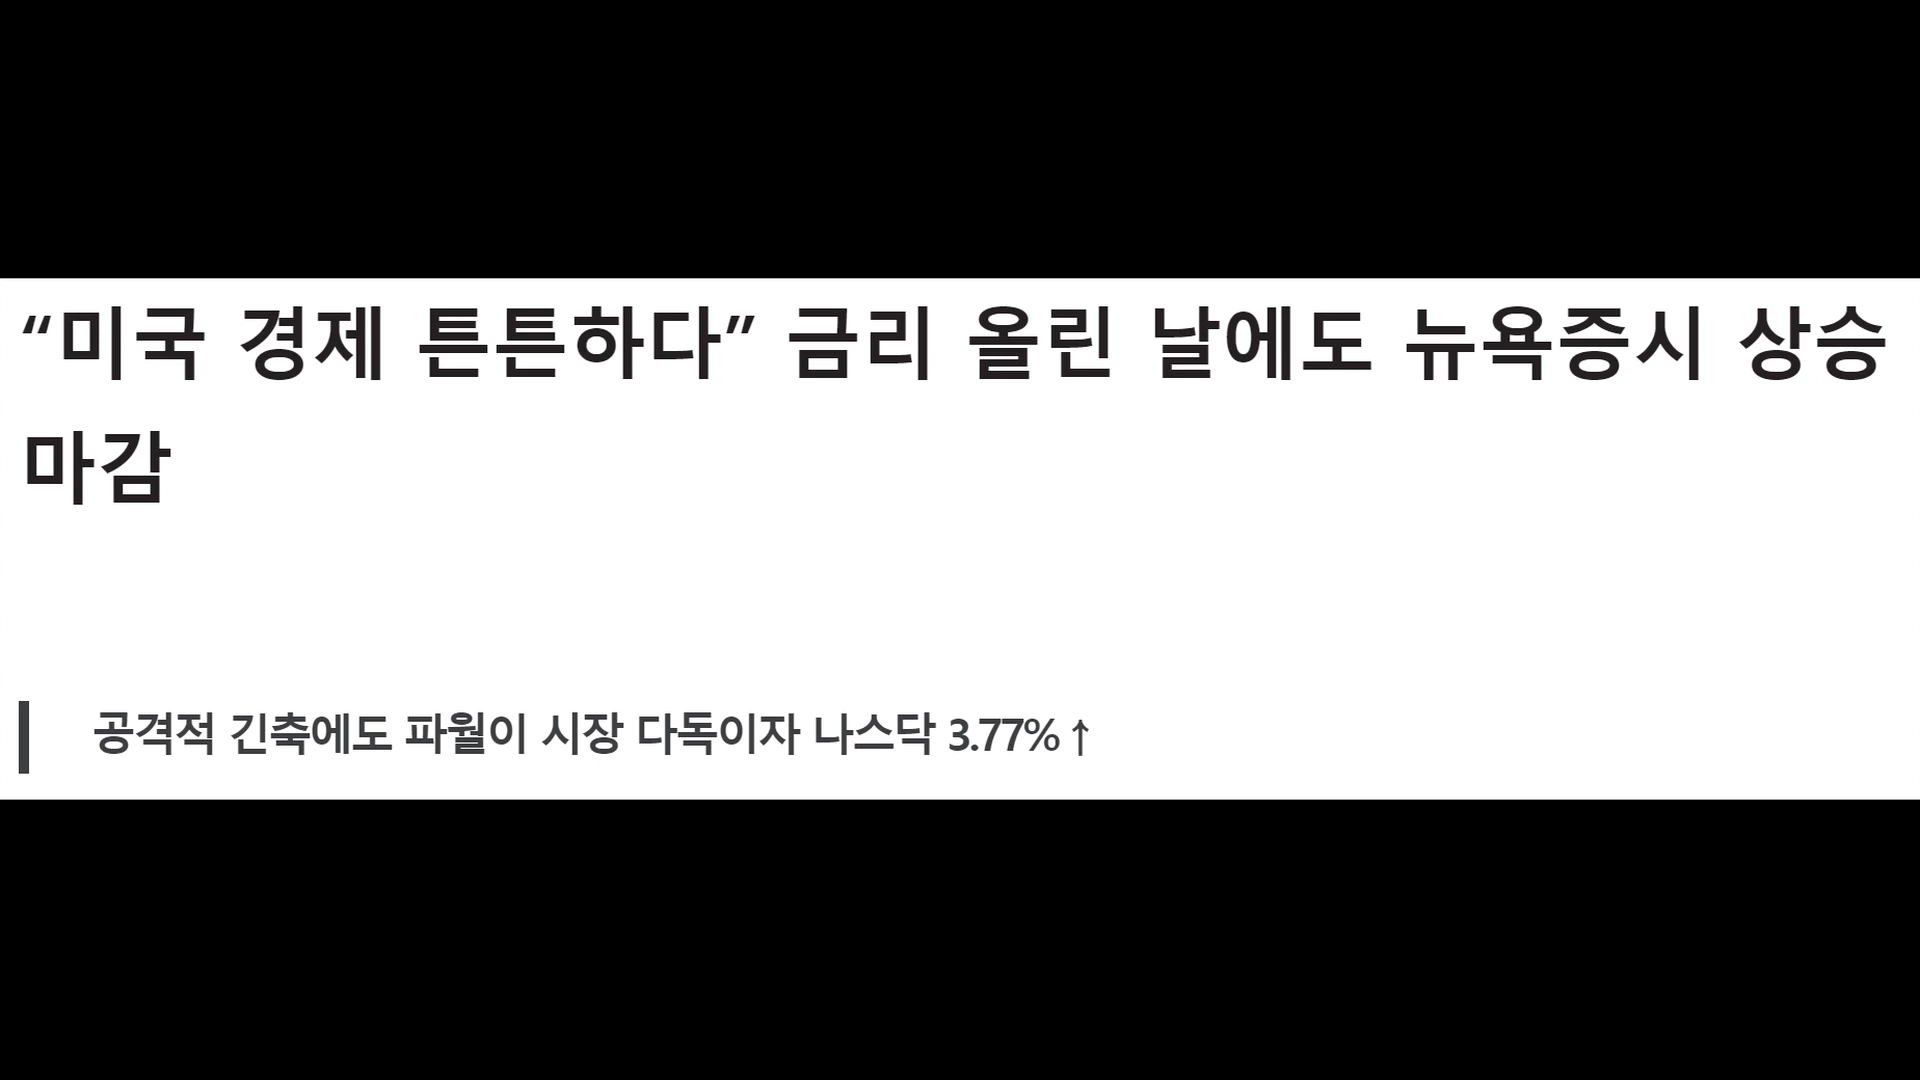 “미국 경제 튼튼하다” 금리 올린 날에도 뉴욕증시 상승
마감
공격적 긴축에도 파월이 시장 다독이자 나스닥 3.77%↑